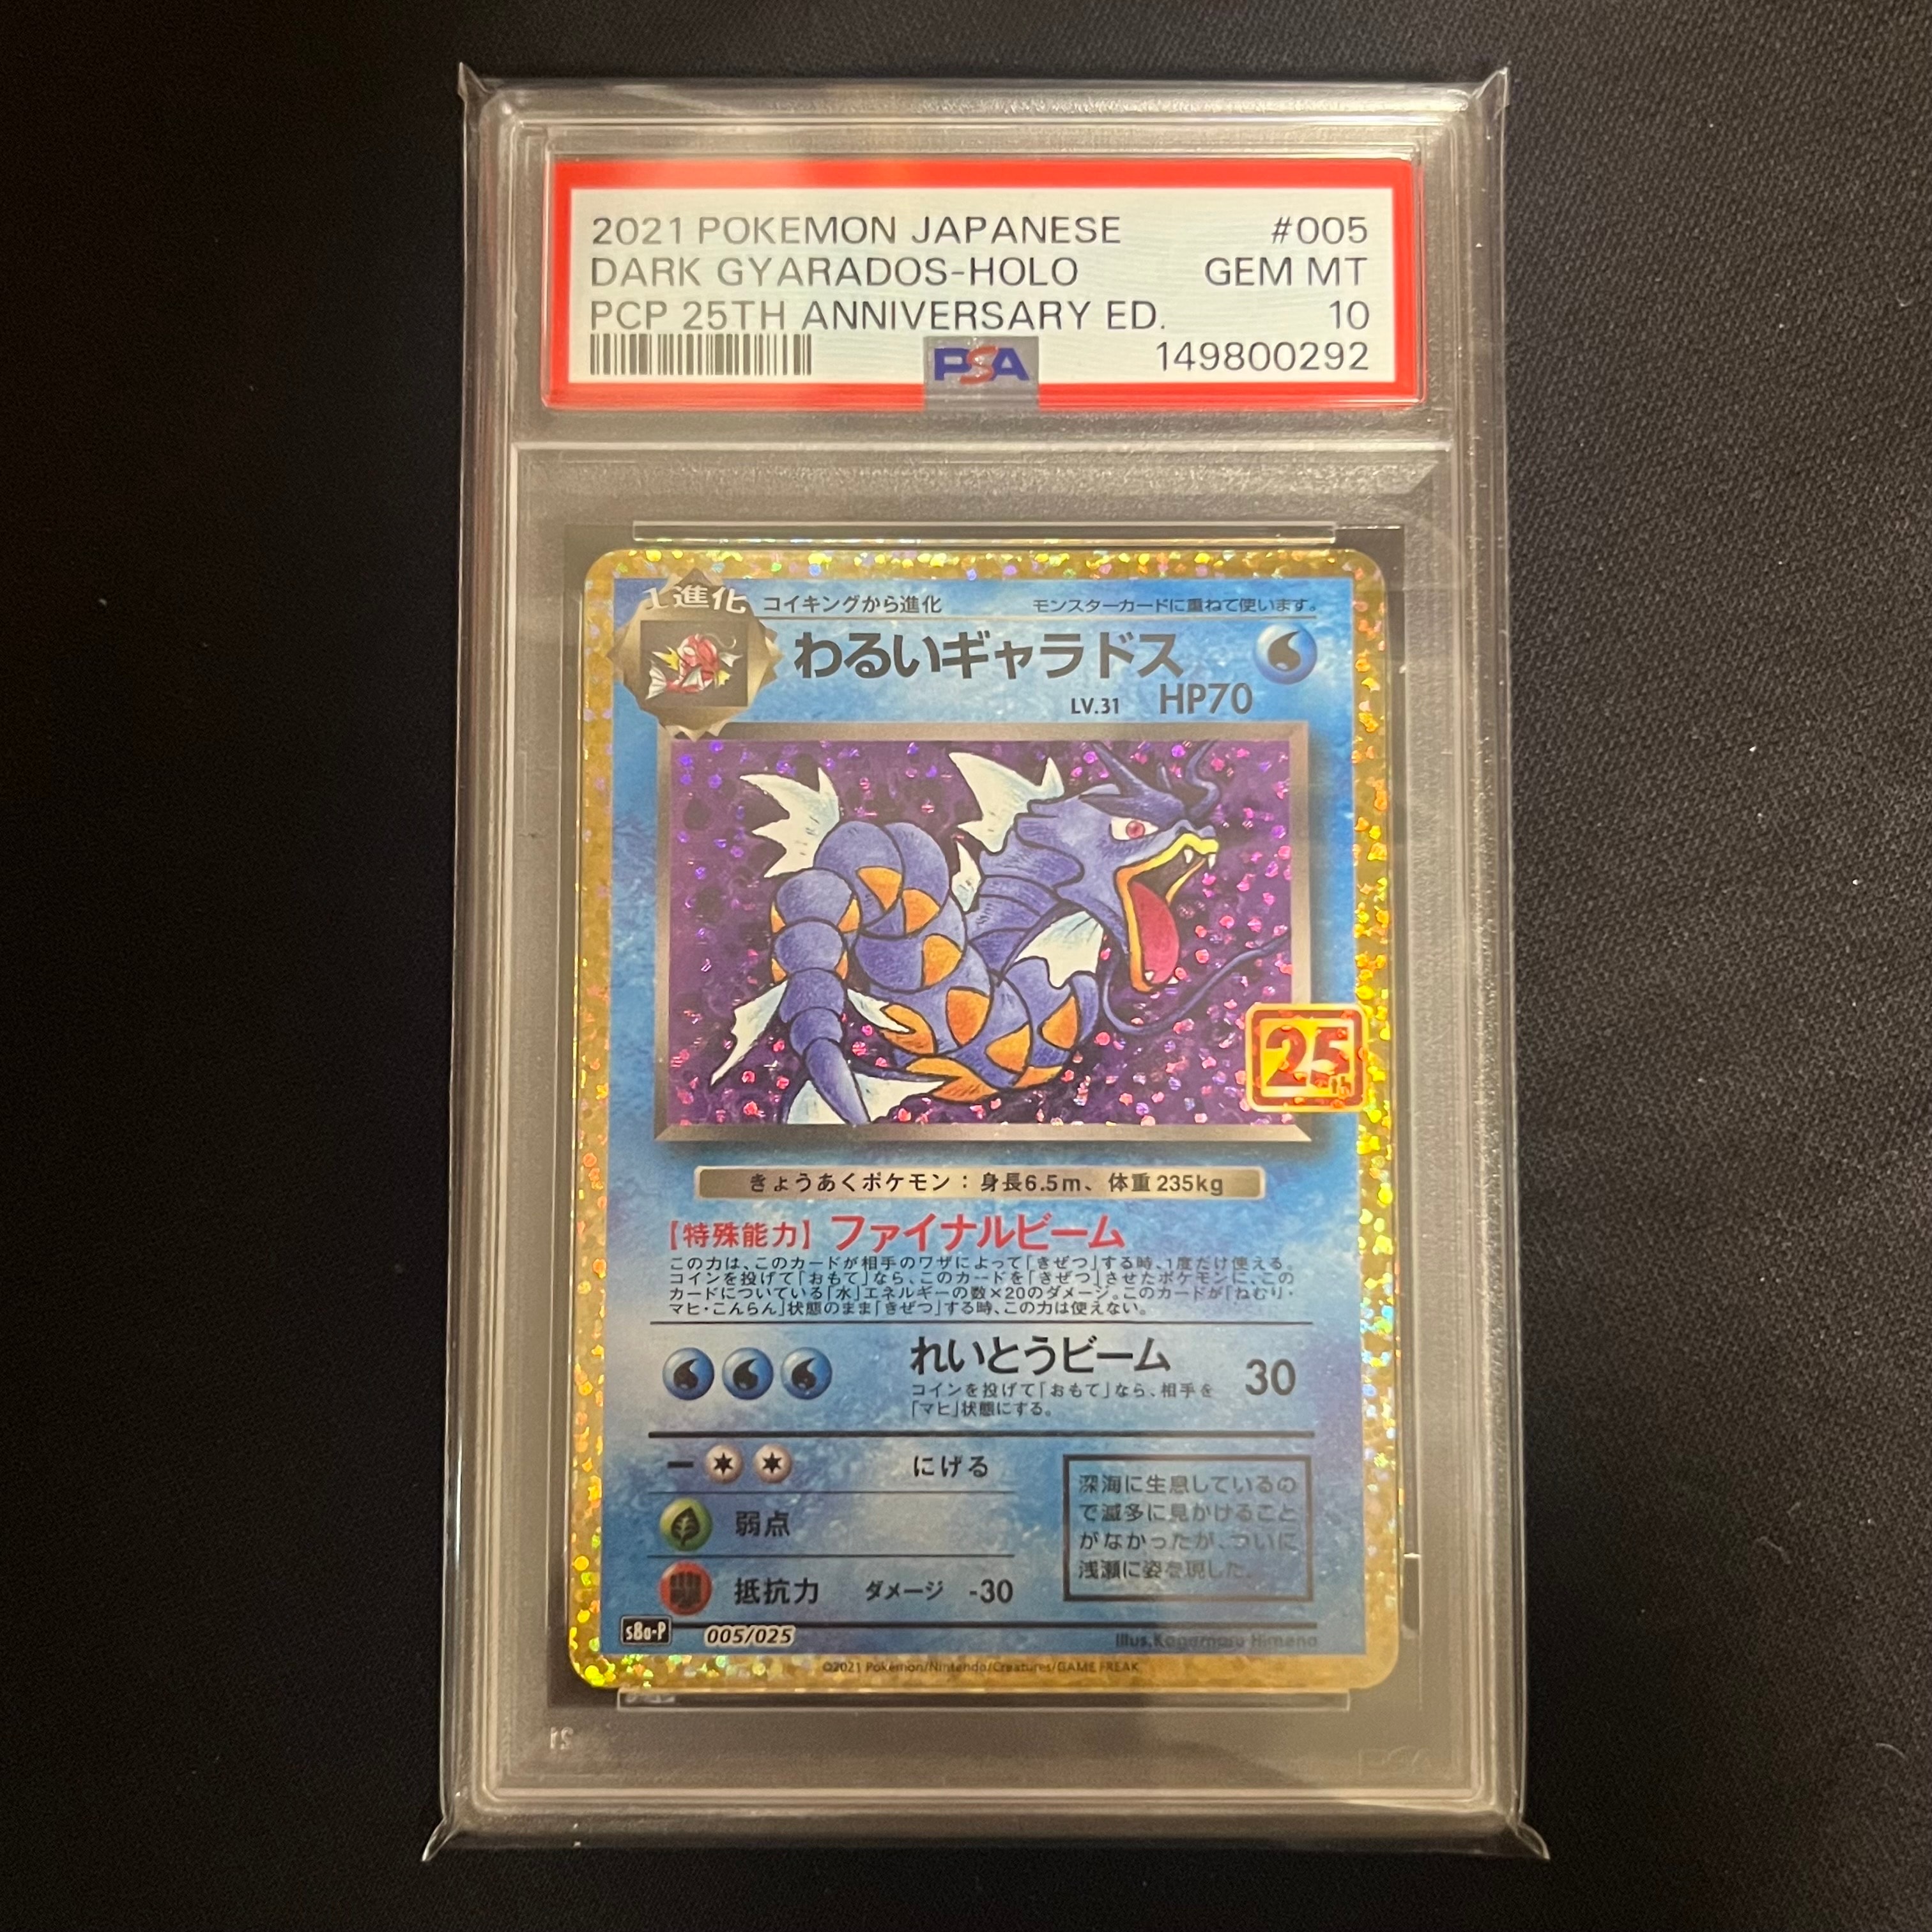 2021 POKEMON JAPANESE #005
DARK GYARADOS-HOLO GEM MT
PCP 25TH ANNIVERSARY ED. 10
PSA 149800292
1進化 コイキングから進化 モンスターカードに重ねて使います。
わるいギャラドス
LV.31 HP70
25th
きょうあくポケモン：身長6.5m、体重235kg
【特殊能力】ファイナルビーム
この力は、このカードが相手のワザによって「きぜつ」する時、1度だけ使える。
コインを投げて「おもて」なら、このカードを「きぜつ」させたポケモンに、この
カードについている「水」エネルギーの数×20のダメージ。このカードが「ねむり・
マヒ・こんらん」状態のまま「きぜつ」する時、この力は使えない。
れいとうビーム 30
コインを投げて「おもて」なら、相手を
「マヒ」状態にする。
にげる
弱点
抵抗力 ダメージ -30
深海に生息しているの
で滅多に見かけること
がなかったが、ついに
浅瀬に姿を現した。
s8a-P 005/025 Illus.Kagemaru Himeno
©2021 Pokémon/Nintendo/Creatures/GAME FREAK